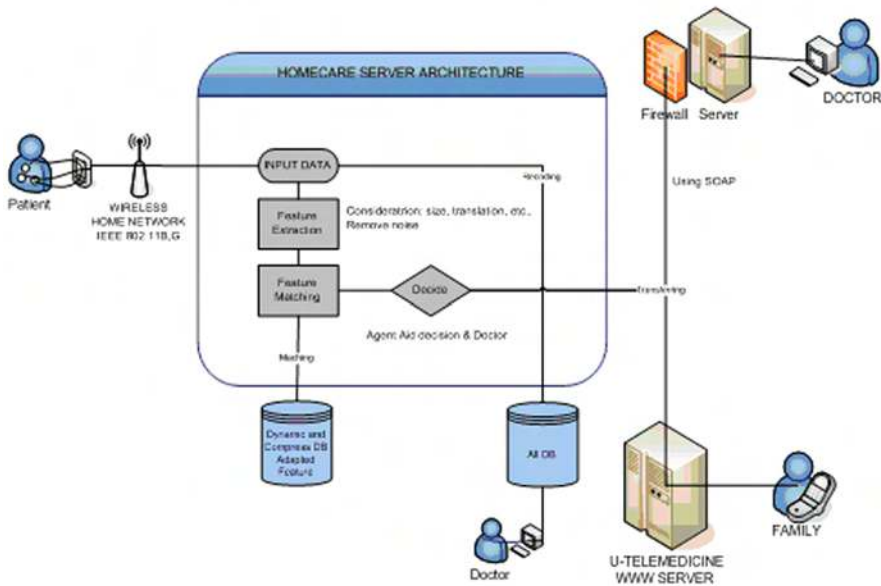 HOMECARE SERVER ARCHITECTURE
Firewall Server
DOCTOR
INPUT DATA
Patient
WIRELESS
HOME NETWORK
IEEE 802 11B,G
Recording
Using SOAP
Feature
Extraction
Consideratrion: size, translation, etc.,
Remove noise
Feature
Matching
Decide
Transferring
Agent Aid decision & Doctor
Maching
Dynamic and
Compress DB
Adapted
Feature
All DB
Doctor
FAMILY
U-TELEMEDICINE
WWW SERVER